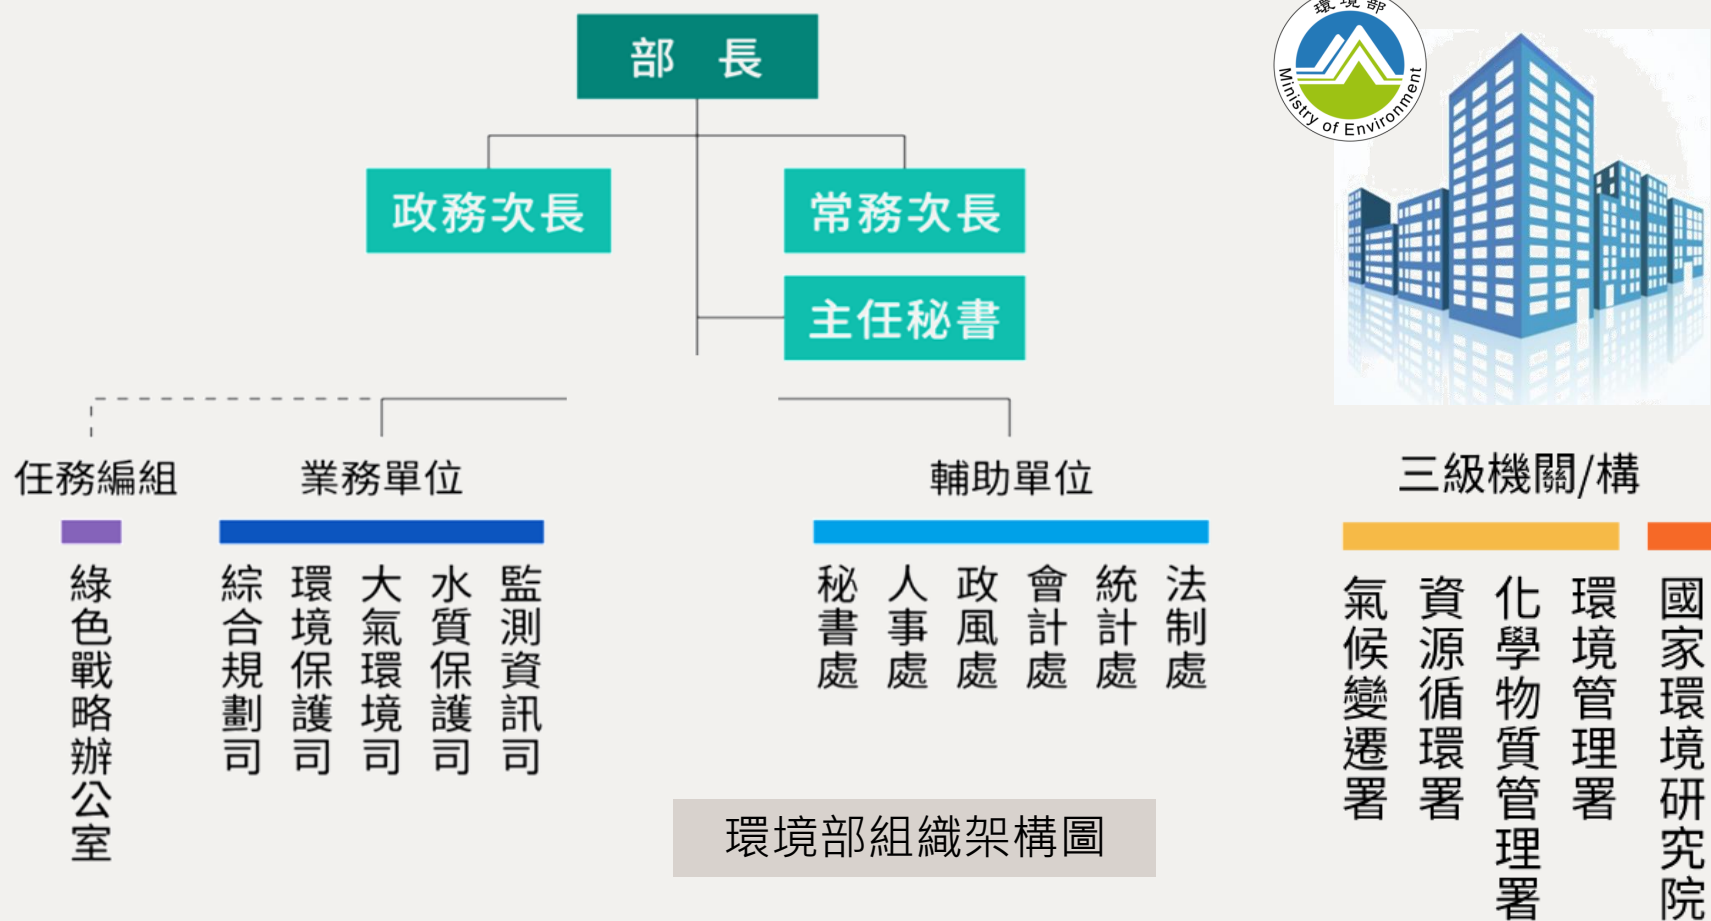 環境部
Ministry of Environment
部 長
政務次長
常務次長
主任秘書
任務編組
業務單位
輔助單位
三級機關/構
綠色戰略辦公室
綜合規劃司
環境保護司
大氣環境司
水質保護司
監測資訊司
秘書處
人事處
政風處
會計處
統計處
法制處
氣候變遷署
資源循環署
化學物質管理署
環境管理署
國家環境研究院
環境部組織架構圖